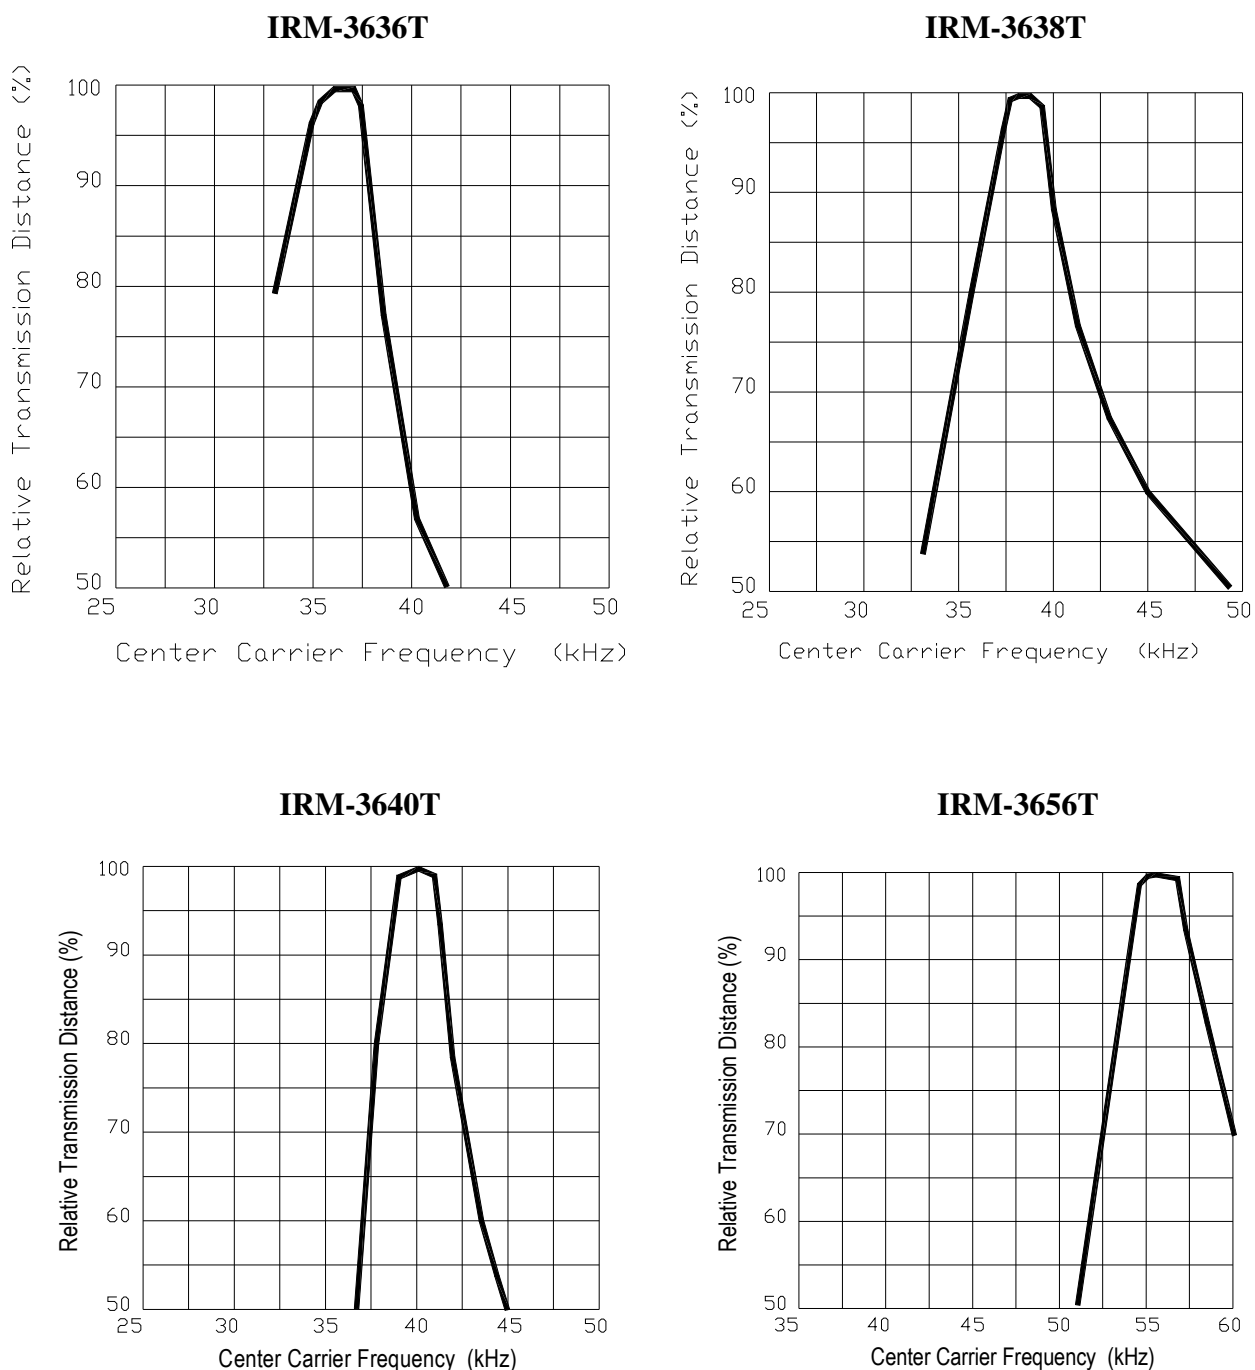 IRM-3636T
IRM-3638T
Relative Transmission Distance (%)
100
90
80
70
60
50
25 30 35 40 45 50
Center Carrier Frequency (kHz)
Relative Transmission Distance (%)
100
90
80
70
60
50
25 30 35 40 45 50
Center Carrier Frequency (kHz)
IRM-3640T
IRM-3656T
Relative Transmission Distance (%)
100
90
80
70
60
50
25 30 35 40 45 50
Center Carrier Frequency (kHz)
Relative Transmission Distance (%)
100
90
80
70
60
50
35 40 45 50 55 60
Center Carrier Frequency (kHz)